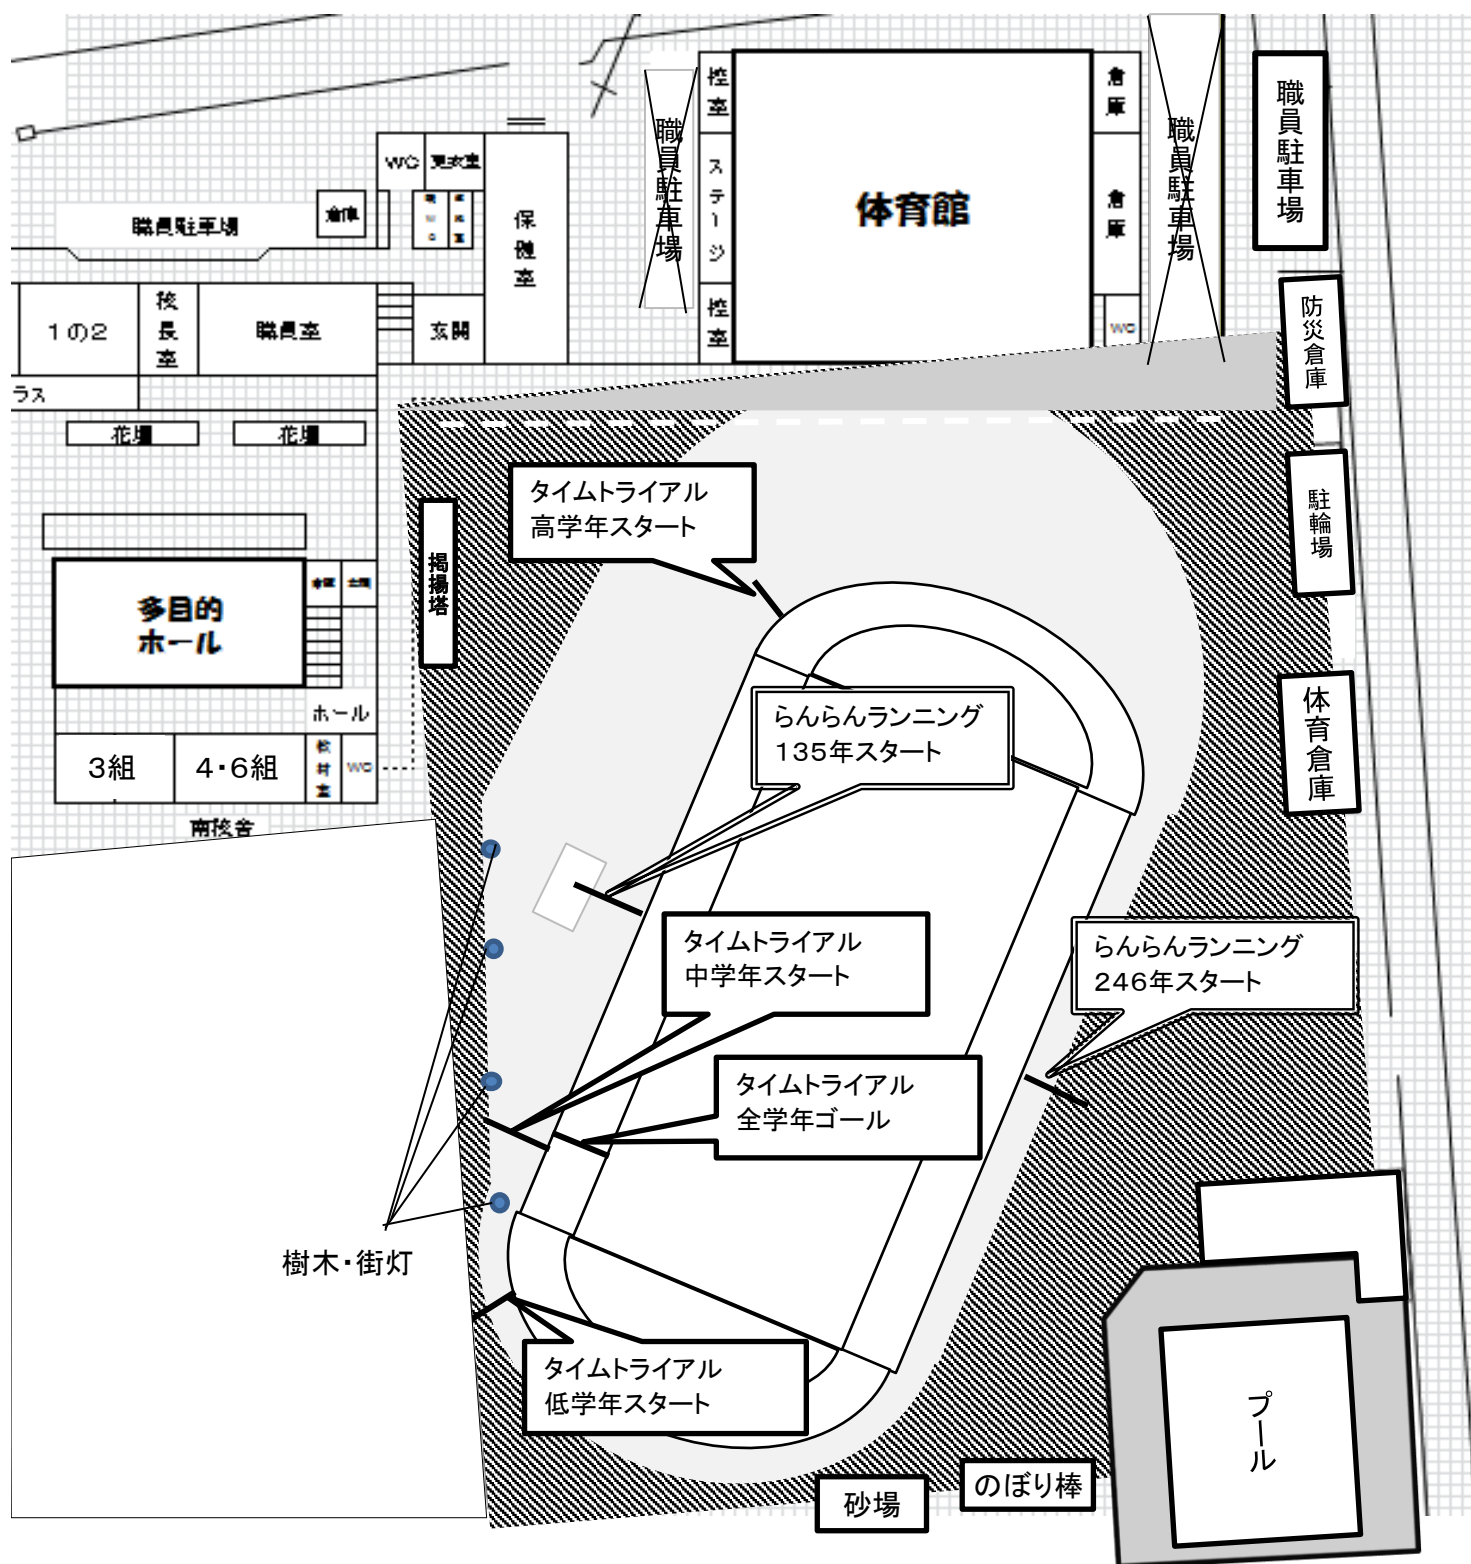 職員駐車場
控室
ステージ
控室
体育館
倉庫
倉庫
WC
職員駐車場
職員駐車場
WC
更衣室
保健室
倉庫
職員駐車場
1の2
校長室
職員室
玄関
ラス
花壇
花壇
防災倉庫
駐輪場
体育倉庫
掲揚塔
多目的
ホール
倉庫
玄関
ホール
3組
4・6組
教材室
WC
南校舎
タイムトライアル
高学年スタート
らんらんランニング
135年スタート
タイムトライアル
中学年スタート
らんらんランニング
246年スタート
タイムトライアル
全学年ゴール
樹木・街灯
タイムトライアル
低学年スタート
プール
のぼり棒
砂場